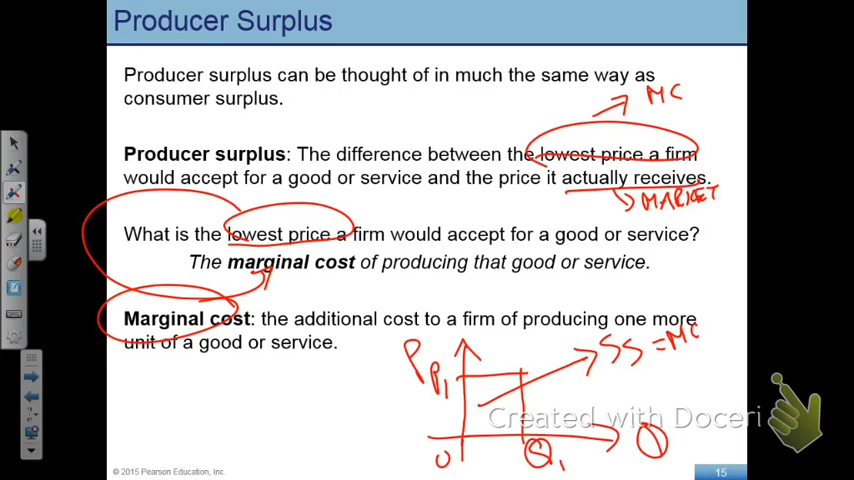 Producer Surplus
Producer surplus can be thought of in much the same way as
consumer surplus.
MC
Producer surplus: The difference between the lowest price a firm
would accept for a good or service and the price it actually receives.
MARKET
What is the lowest price a firm would accept for a good or service?
The marginal cost of producing that good or service.
Marginal cost: the additional cost to a firm of producing one more
unit of a good or service.
SS = MC
P
P1
Created with Doceri
0
Q1
Q
© 2015 Pearson Education, Inc.
15